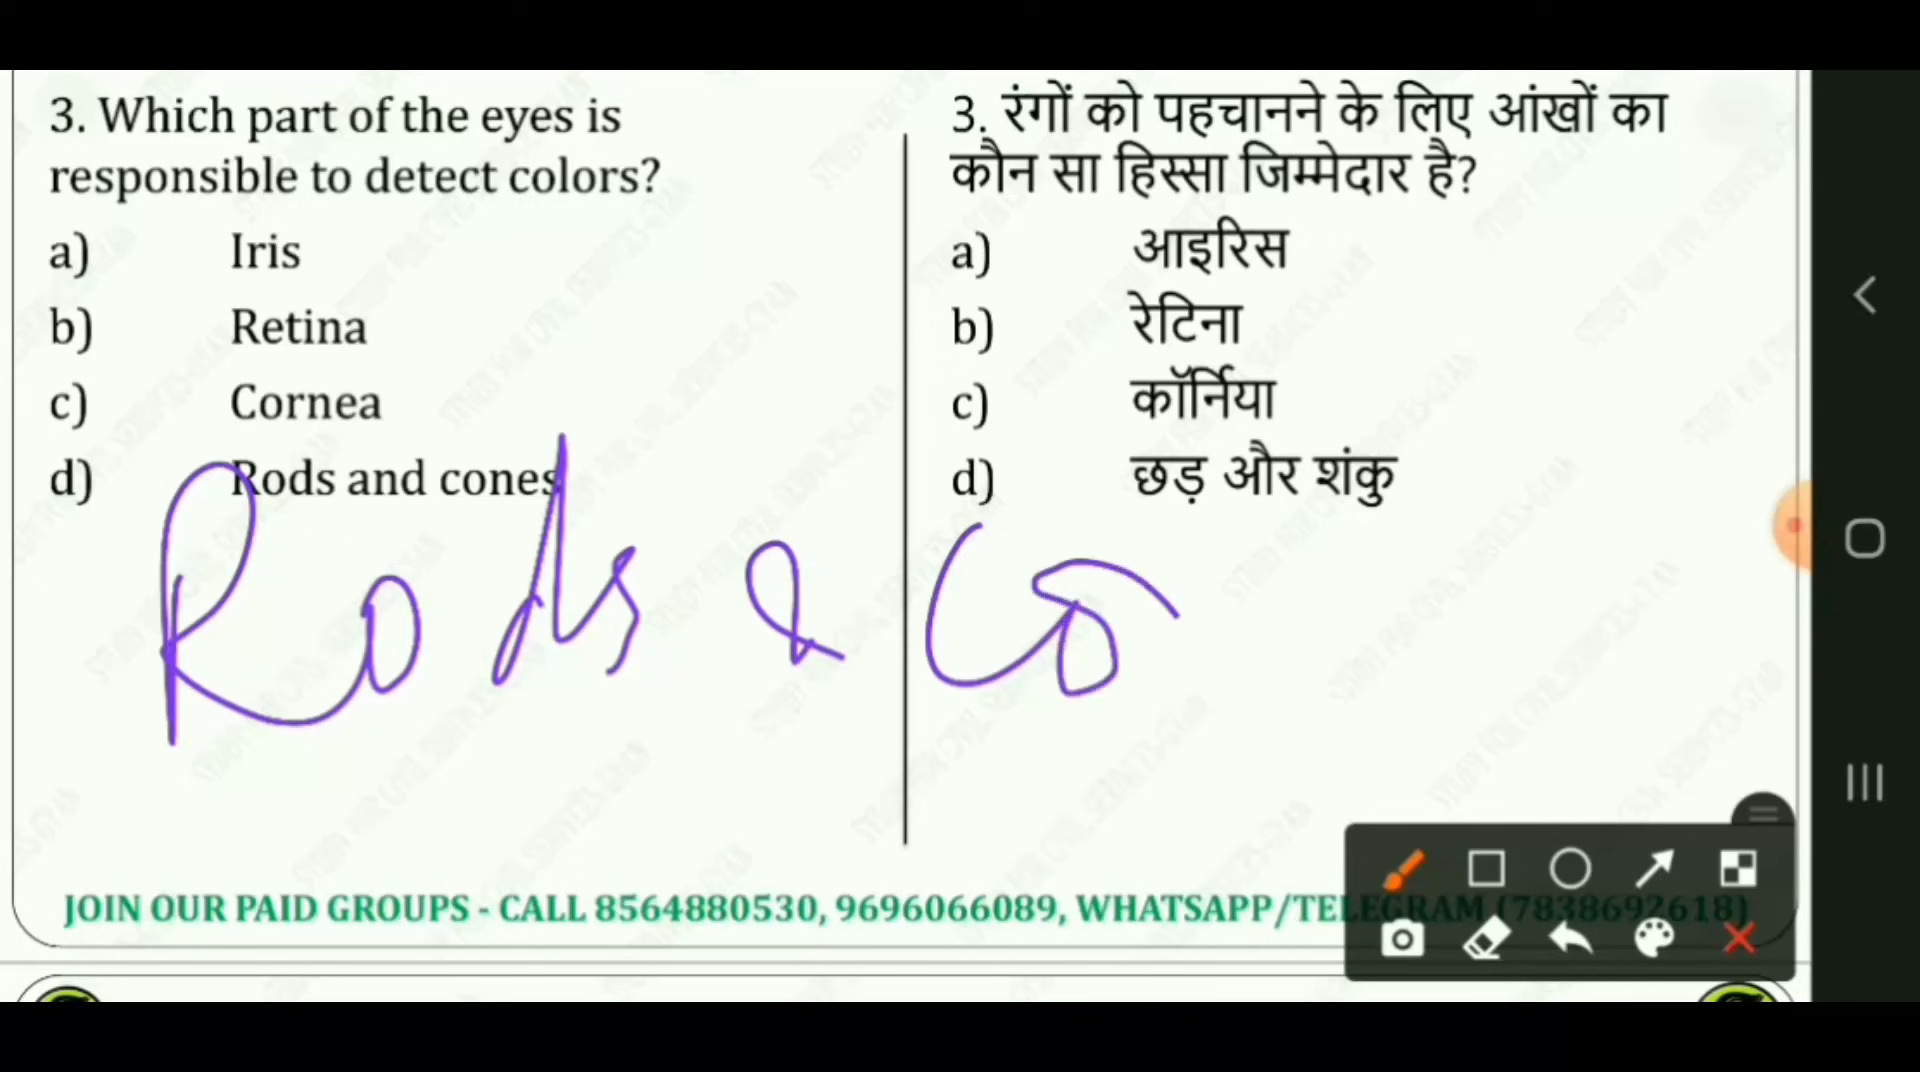 3. Which part of the eyes is
responsible to detect colors?
a) Iris
b) Retina
c) Cornea
d) Rods and cones
Rods & Co
3. रंगों को पहचानने के लिए आंखों का
कौन सा हिस्सा जिम्मेदार है?
a) आइरिस
b) रेटिना
c) कॉर्निया
d) छड़ और शंकु
JOIN OUR PAID GROUPS - CALL 8564880530, 9696066089, WHATSAPP/TELEGRAM (7838692618)